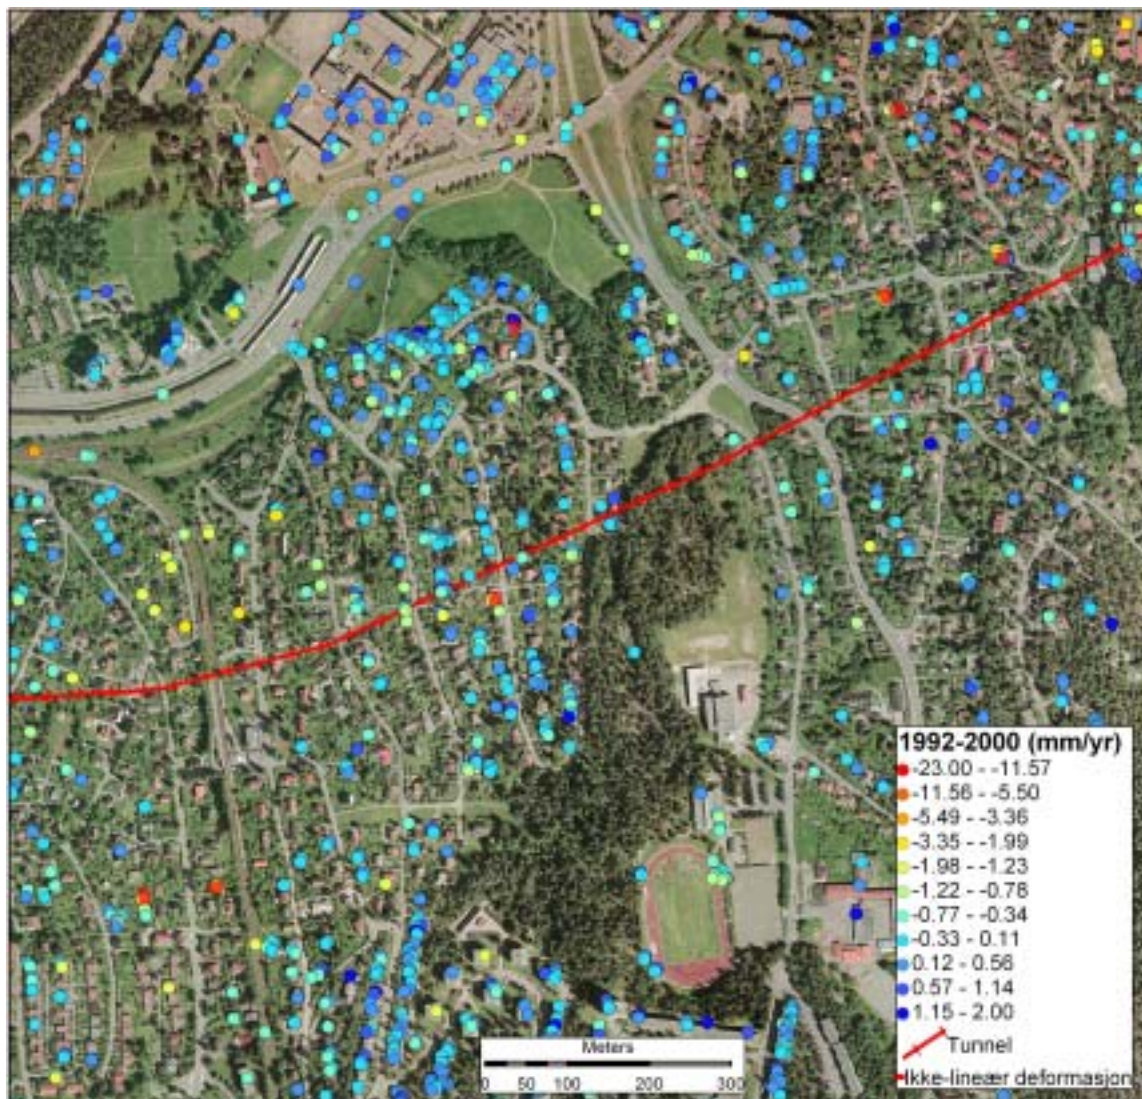 1992-2000 (mm/yr)
-23.00 - -11.57
-11.56 - -5.50
-5.49 - -3.36
-3.35 - -1.99
-1.98 - -1.23
-1.22 - -0.78
-0.77 - -0.34
-0.33 - 0.11
0.12 - 0.56
0.57 - 1.14
1.15 - 2.00
Tunnel
Ikke-lineær deformasjon
Meters
0 50 100 200 300